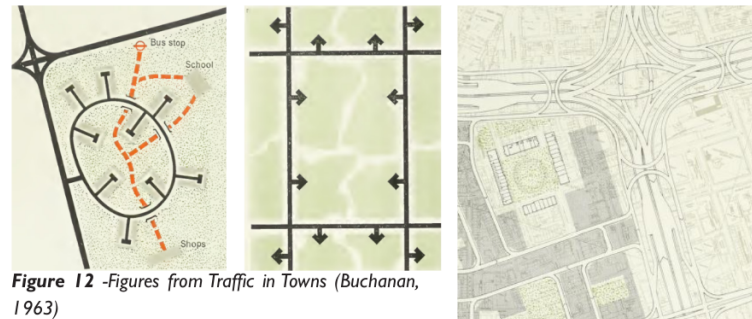 Bus stop
School
Shops
Figure 12 -Figures from Traffic in Towns (Buchanan,
1963)